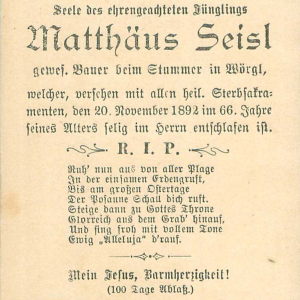 Seele des ehrengeachteten Jünglings
Matthäus Seisl
gewes. Bauer beim Stummer in Wörgl,
welcher, versehen mit allen heil. Sterbsakra-
menten, den 20. November 1892 im 66. Jahre
seines Alters selig im Herrn entschlafen ist.
R. I. P.
Ruh' nun aus von aller Plage
In der einsamen Erdengruft,
Bis am großen Ostertage
Der Posaune Schall dich ruft.
Steige dann zu Gottes Throne
Glorreich aus dem Grab' hinauf,
Und sing froh mit vollem Tone
Ewig „Alleluja" d'rauf.
Mein Jesus, Barmherzigkeit!
(100 Tage Ablaß.)